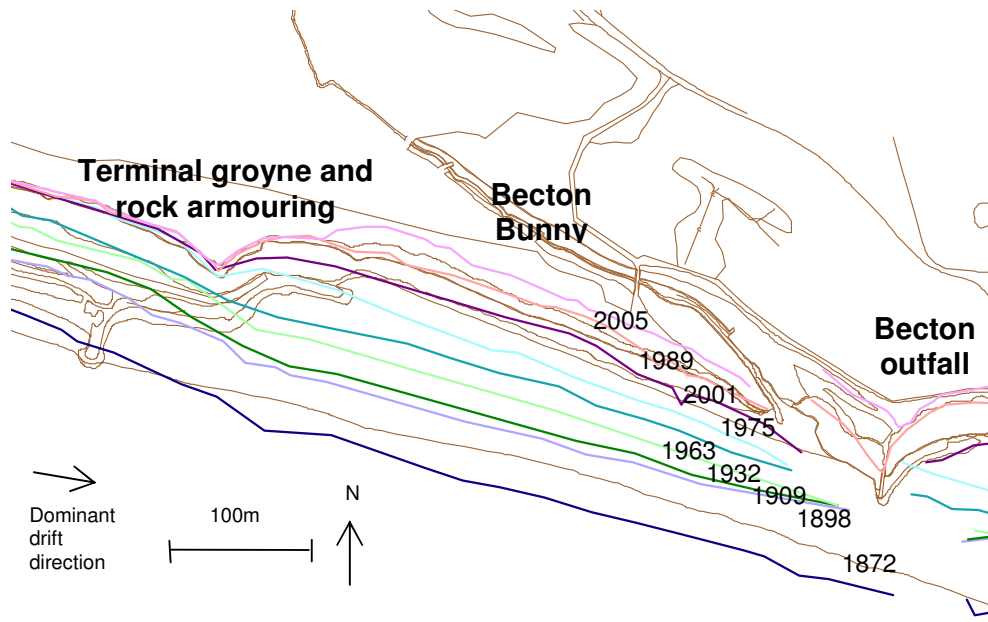 Terminal groyne and
rock armouring
Becton
Bunny
Becton
outfall
2005
1989
2001
1975
1963
1932
1909
1898
1872
Dominant
drift
direction
100m
N